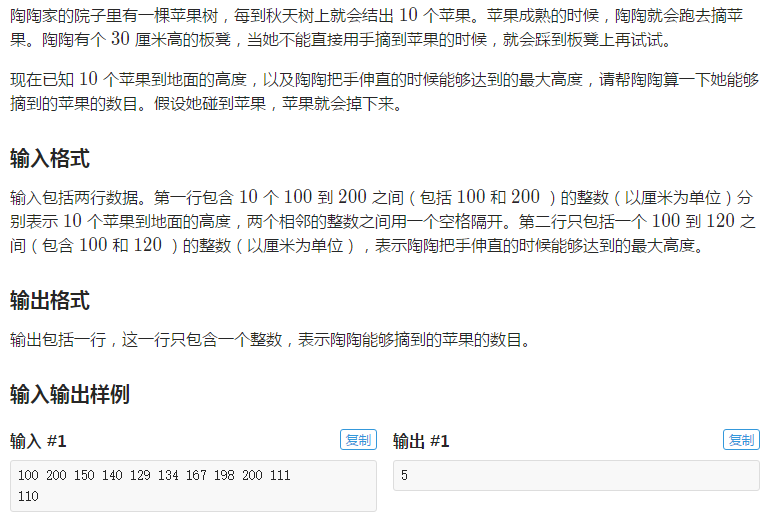 陶陶家的院子里有一棵苹果树，每到秋天树上就会结出 10 个苹果。苹果成熟的时候，陶陶就会跑去摘苹
果。陶陶有个 30 厘米高的板凳，当她不能直接用手摘到苹果的时候，就会踩到板凳上再试试。
现在已知 10 个苹果到地面的高度，以及陶陶把手伸直的时候能够达到的最大高度，请帮陶陶算一下她能够
摘到的苹果的数目。假设她碰到苹果，苹果就会掉下来。
输入格式
输入包括两行数据。第一行包含 10 个 100 到 200 之间（包括 100 和 200 ）的整数（以厘米为单位）分
别表示 10 个苹果到地面的高度，两个相邻的整数之间用一个空格隔开。第二行只包括一个 100 到 120 之
间（包含 100 和 120 ）的整数（以厘米为单位），表示陶陶把手伸直的时候能够达到的最大高度。
输出格式
输出包括一行，这一行只包含一个整数，表示陶陶能够摘到的苹果的数目。
输入输出样例
输入 #1
复制
100 200 150 140 129 134 167 198 200 111
110
输出 #1
复制
5